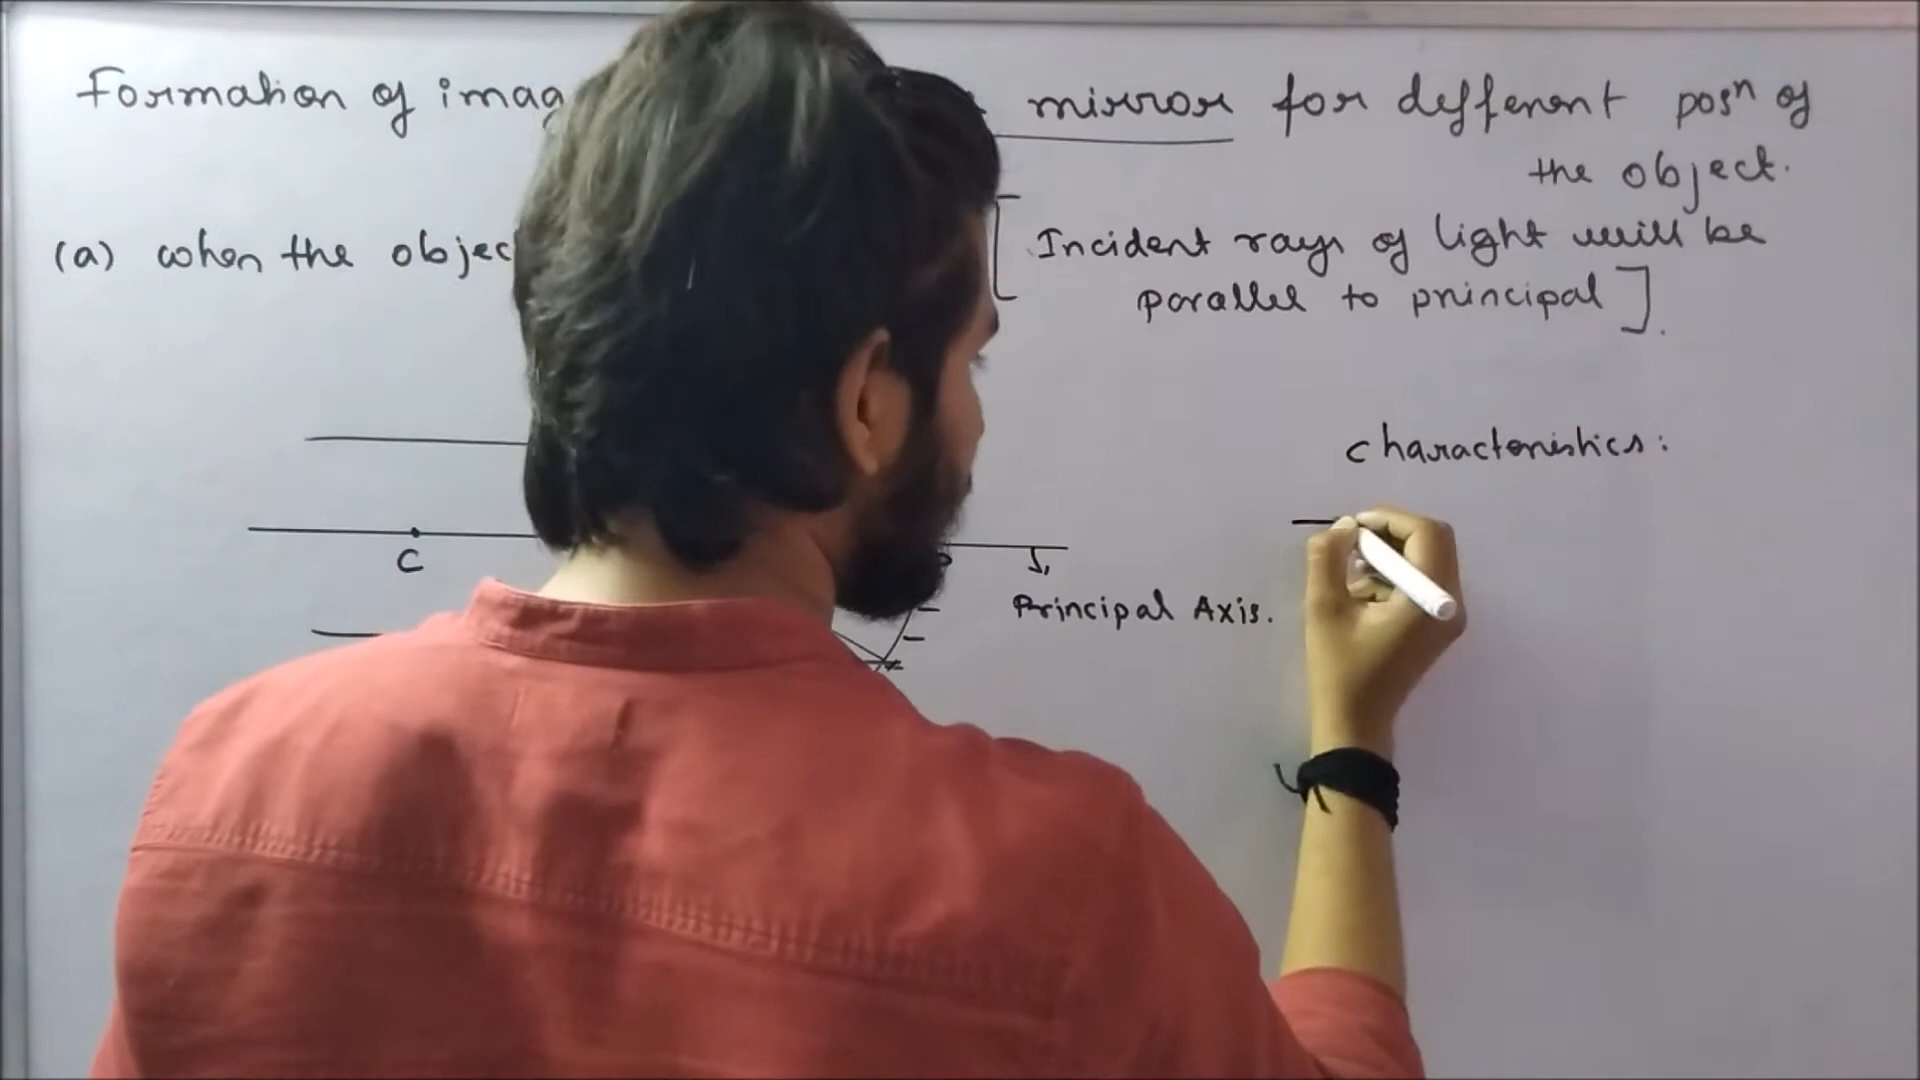 Formation of imag mirror for defferent posn of
the object.
(a) when the objec [ Incident rays of light will be
parallel to principal ].
characteristics:
C
Principal Axis.